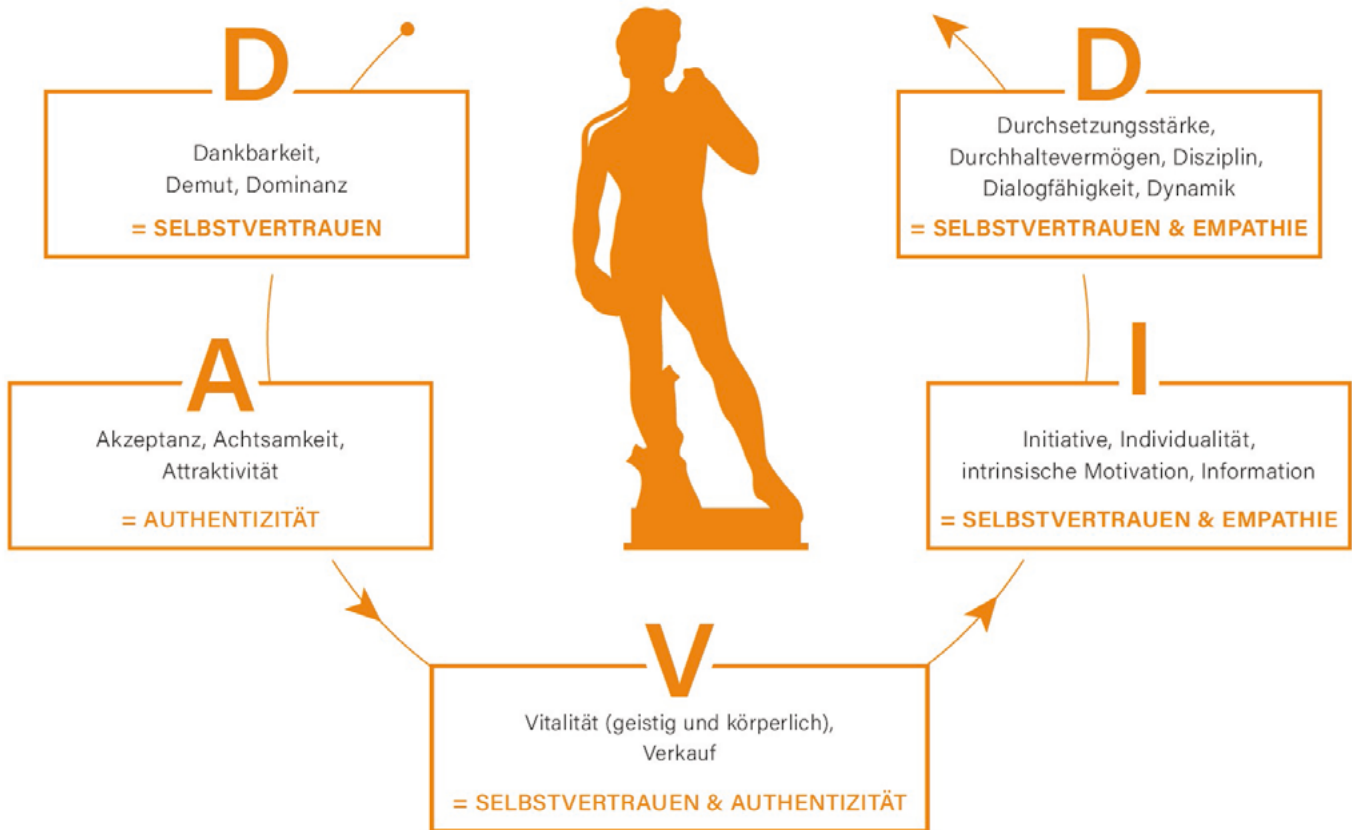 D
Dankbarkeit,
Demut, Dominanz
= SELBSTVERTRAUEN
A
Akzeptanz, Achtsamkeit,
Attraktivität
= AUTHENTIZITÄT
V
Vitalität (geistig und körperlich),
Verkauf
= SELBSTVERTRAUEN & AUTHENTIZITÄT
I
Initiative, Individualität,
intrinsische Motivation, Information
= SELBSTVERTRAUEN & EMPATHIE
D
Durchsetzungsstärke,
Durchhaltevermögen, Disziplin,
Dialogfähigkeit, Dynamik
= SELBSTVERTRAUEN & EMPATHIE